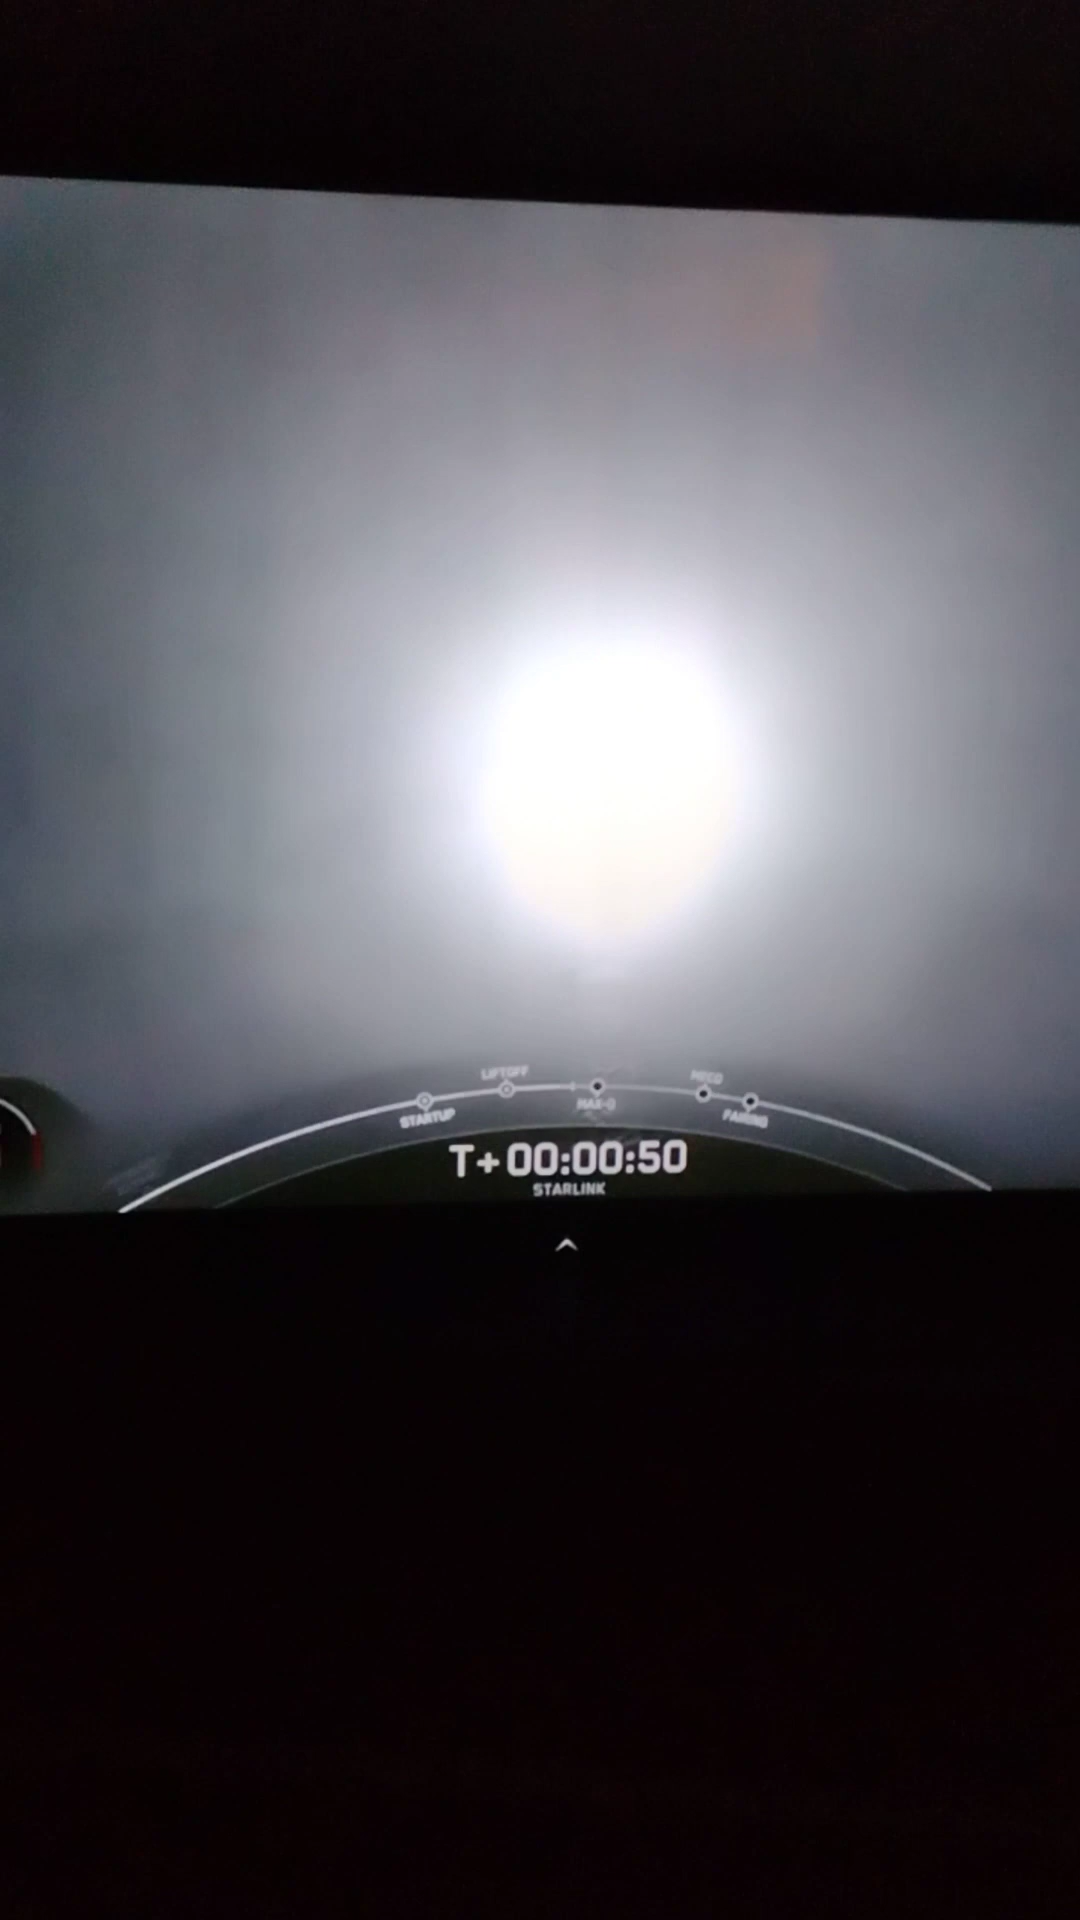 LIFTOFF
MECO
STARTUP
MAX-Q
FAIRING
T+00:00:50
STARLINK